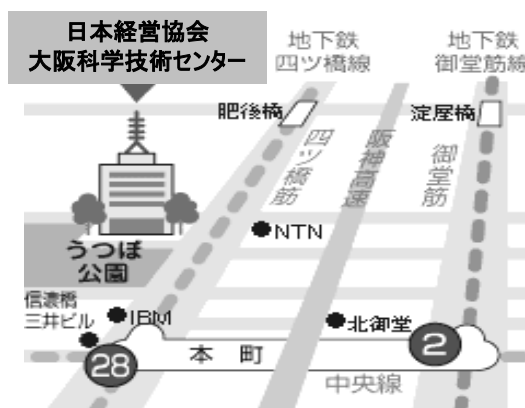 日本経営協会
大阪科学技術センター
地下鉄
四ツ橋線
地下鉄
御堂筋線
肥後橋
淀屋橋
四ツ橋筋
阪神高速
御堂筋
NTN
うつぼ
公園
信濃橋
三井ビル
IBM
北御堂
28
本町
2
中央線